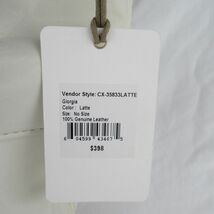 Vendor Style: CX-35833LATTE
Giorgia
Color : Latte
Size: No Size
100% Genuine Leather
$398